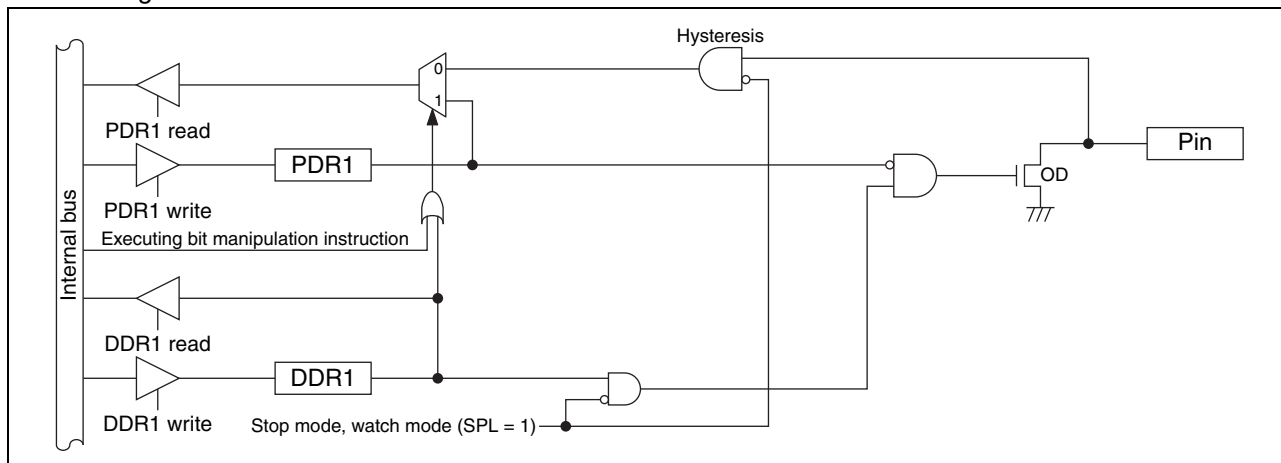 Hysteresis
0
1
PDR1 read
PDR1
Pin
OD
PDR1 write
Executing bit manipulation instruction
Internal bus
DDR1 read
DDR1
DDR1 write
Stop mode, watch mode (SPL = 1)